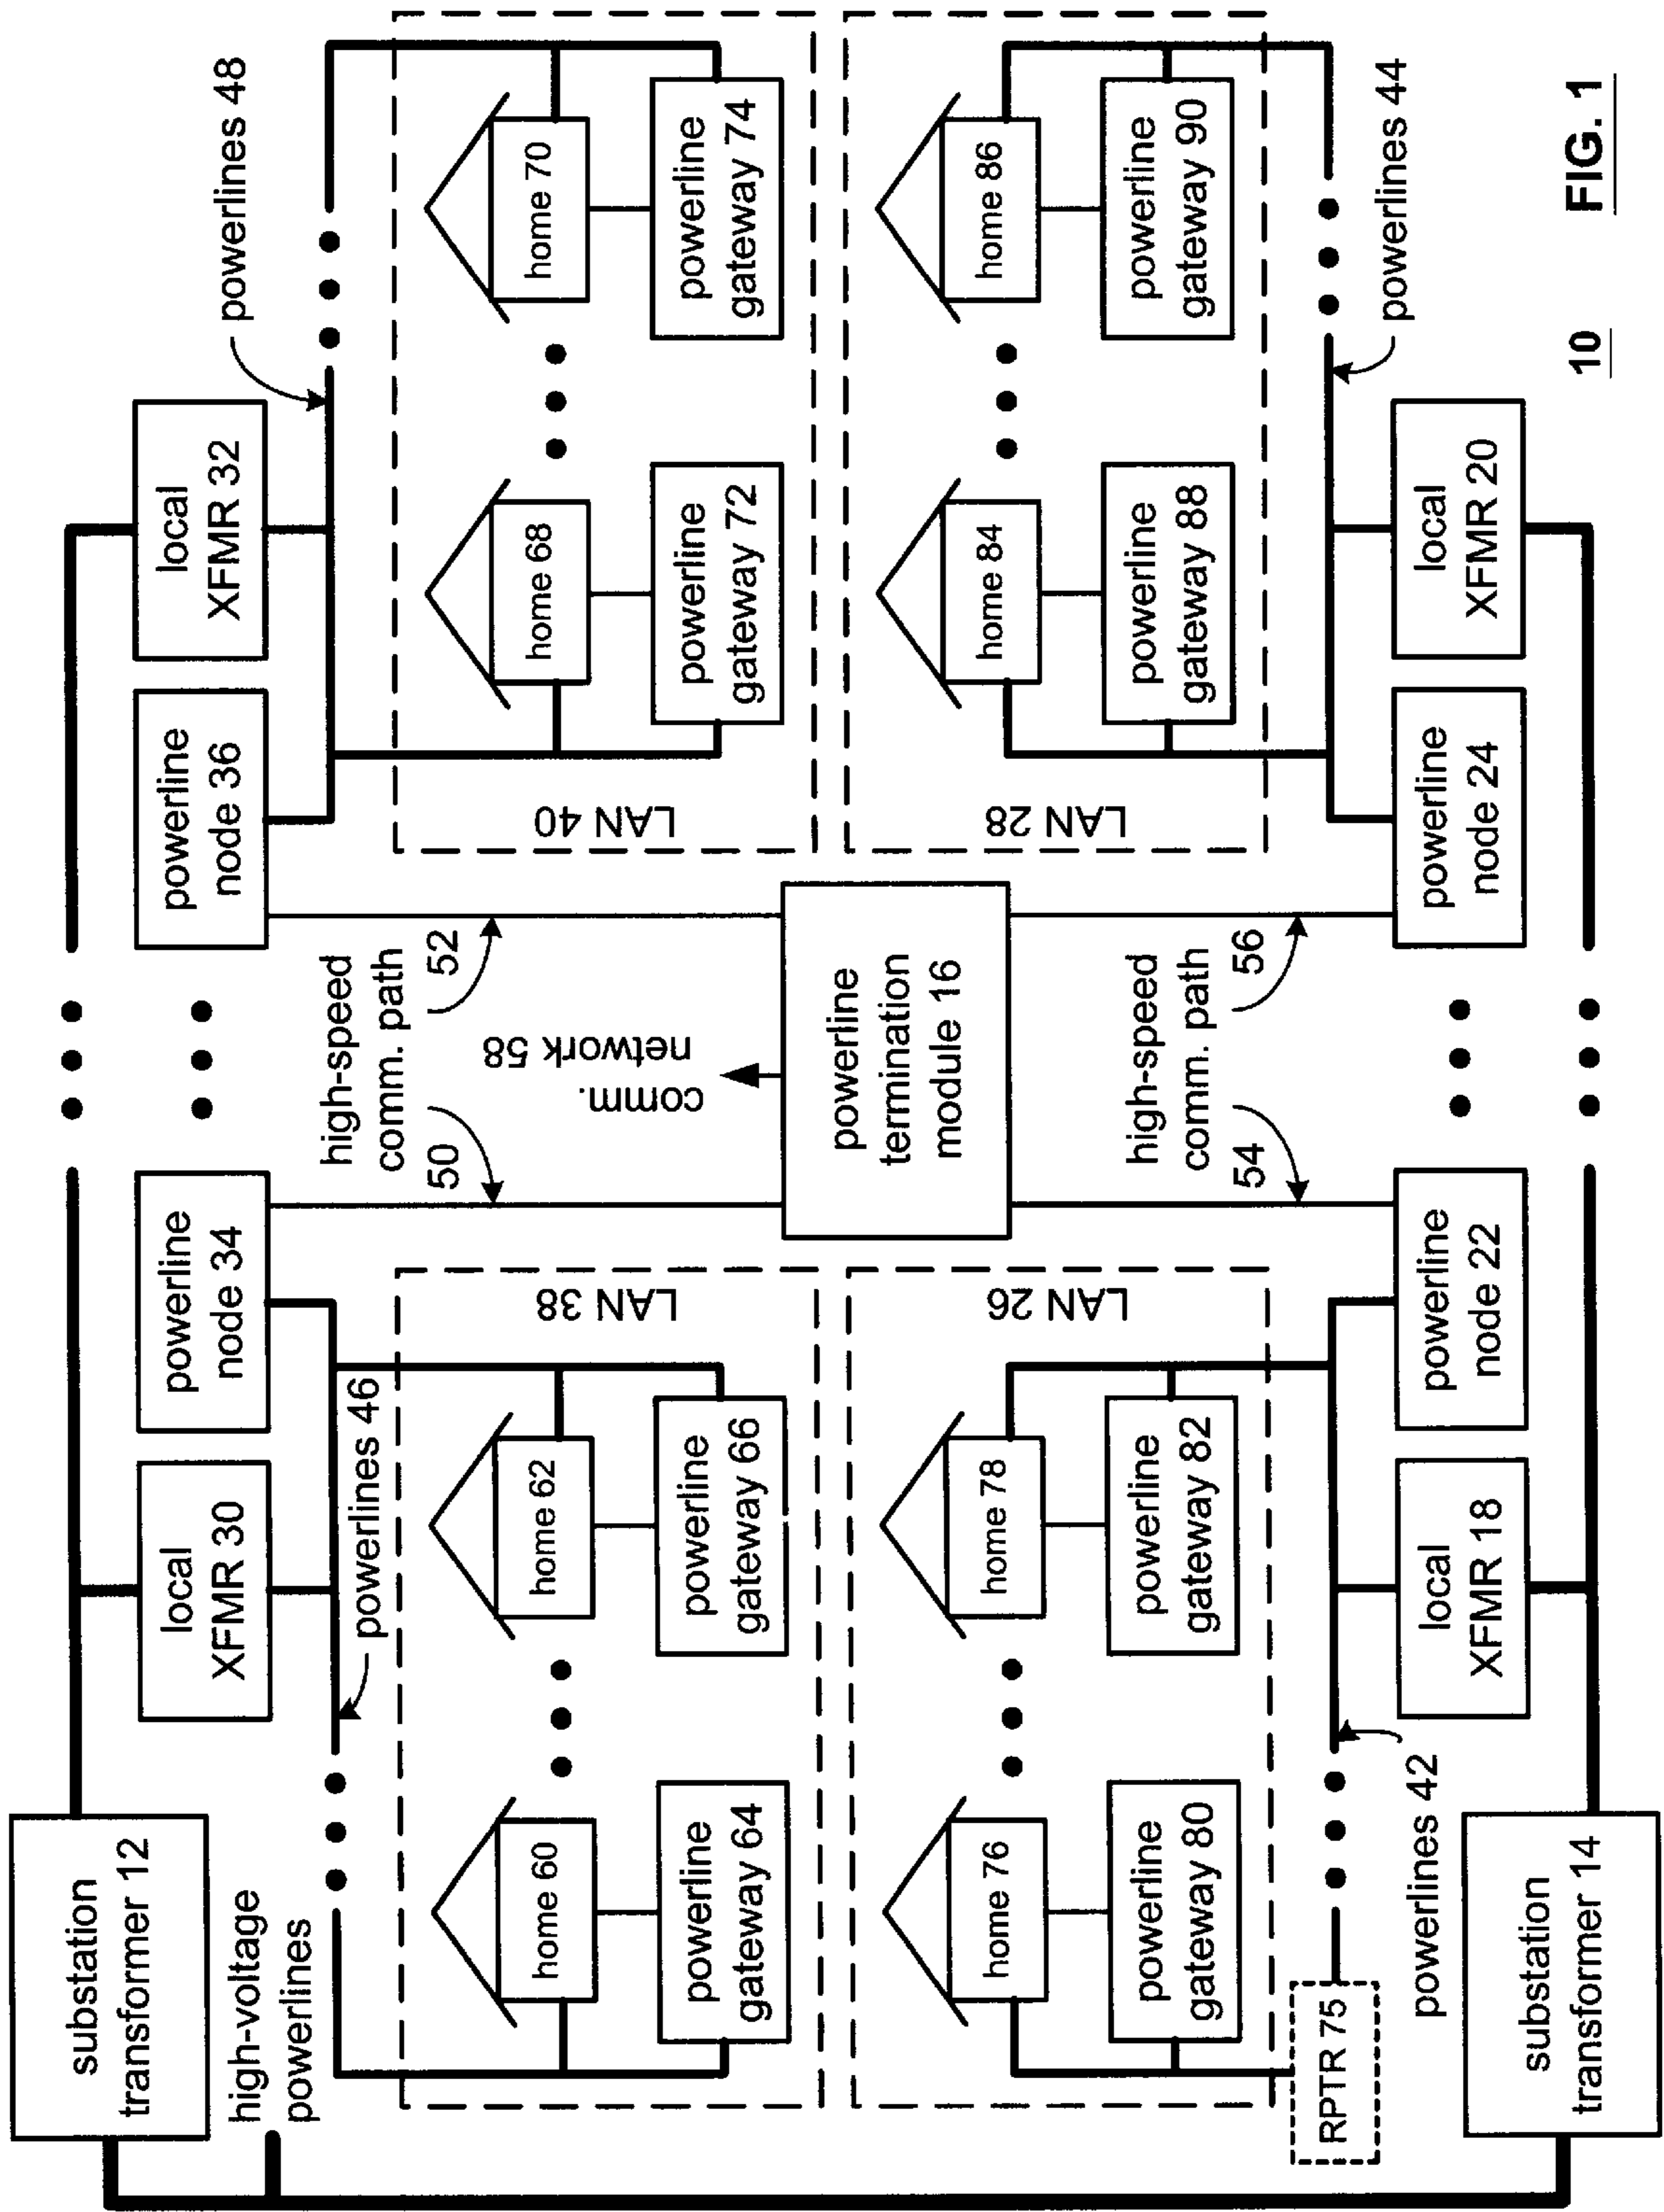 substation
transformer 12
high-voltage
powerlines
local
XFMR 30
powerline
node 34
powerline
node 36
local
XFMR 32
powerlines 46
powerlines 48
high-speed
comm. path
50
52
LAN 38
home 60
powerline
gateway 64
home 62
powerline
gateway 66
LAN 40
home 68
powerline
gateway 72
home 70
powerline
gateway 74
comm.
network 58
powerline
termination
module 16
LAN 26
home 76
powerline
gateway 80
home 78
powerline
gateway 82
LAN 28
home 84
powerline
gateway 88
home 86
powerline
gateway 90
high-speed
comm. path
54
56
RPTR 75
powerlines 42
powerlines 44
substation
transformer 14
local
XFMR 18
powerline
node 22
powerline
node 24
local
XFMR 20
10
FIG. 1